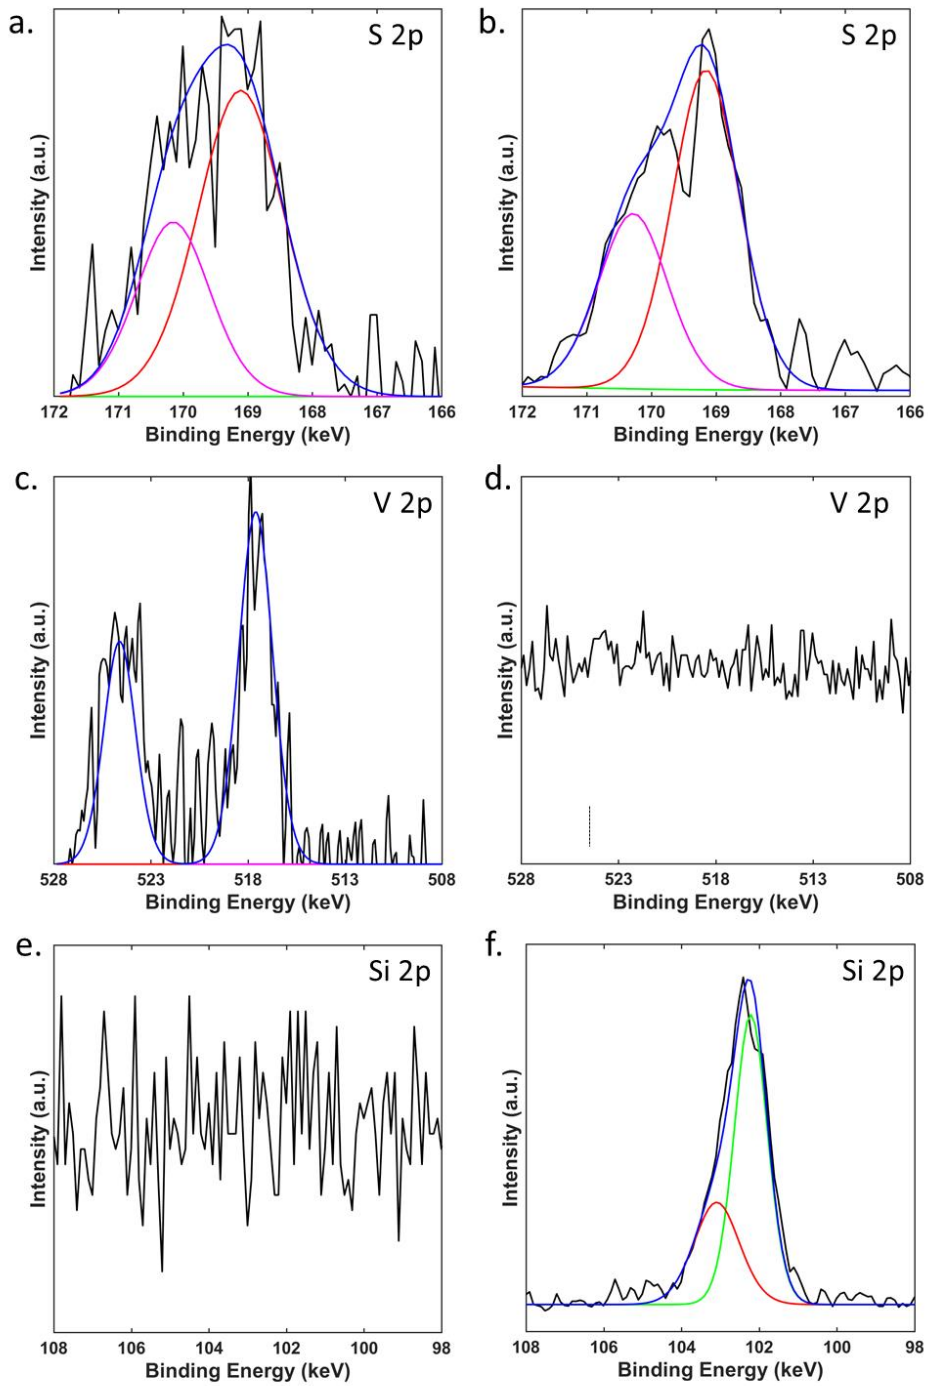 a.
S 2p
Intensity (a.u.)
172 171 170 169 168 167 166
Binding Energy (keV)
b.
S 2p
Intensity (a.u.)
172 171 170 169 168 167 166
Binding Energy (keV)
c.
V 2p
Intensity (a.u.)
528 523 518 513 508
Binding Energy (keV)
d.
V 2p
Intensity (a.u.)
528 523 518 513 508
Binding Energy (keV)
e.
Si 2p
Intensity (a.u.)
108 106 104 102 100 98
Binding Energy (keV)
f.
Si 2p
Intensity (a.u.)
108 106 104 102 100 98
Binding Energy (keV)